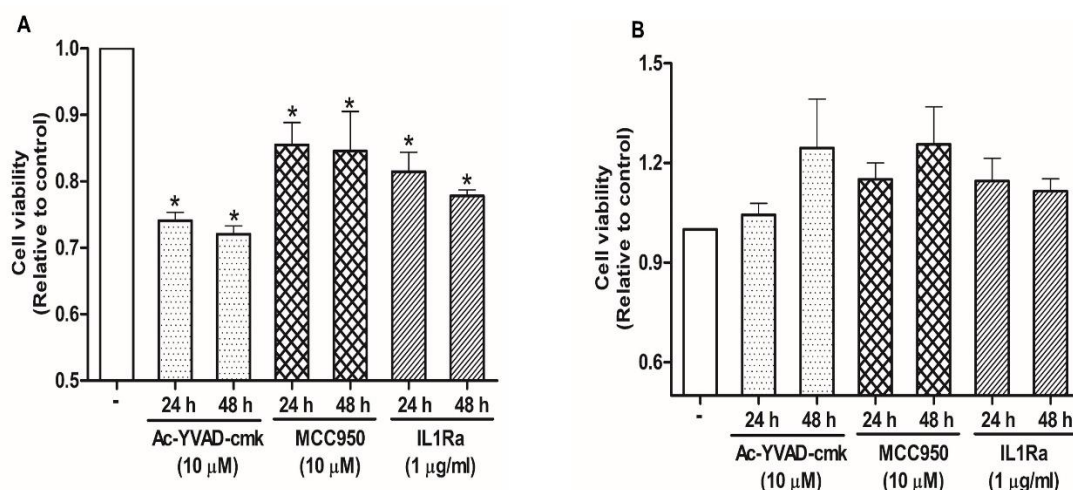 A
Cell viability
(Relative to control)
1.0
0.9
0.8
0.7
0.6
0.5
* * * * * *
- 24 h 48 h 24 h 48 h 24 h 48 h
Ac-YVAD-cmk MCC950 IL1Ra
(10 μM) (10 μM) (1 μg/ml)
B
Cell viability
(Relative to control)
1.5
1.2
0.9
0.6
- 24 h 48 h 24 h 48 h 24 h 48 h
Ac-YVAD-cmk MCC950 IL1Ra
(10 μM) (10 μM) (1 μg/ml)